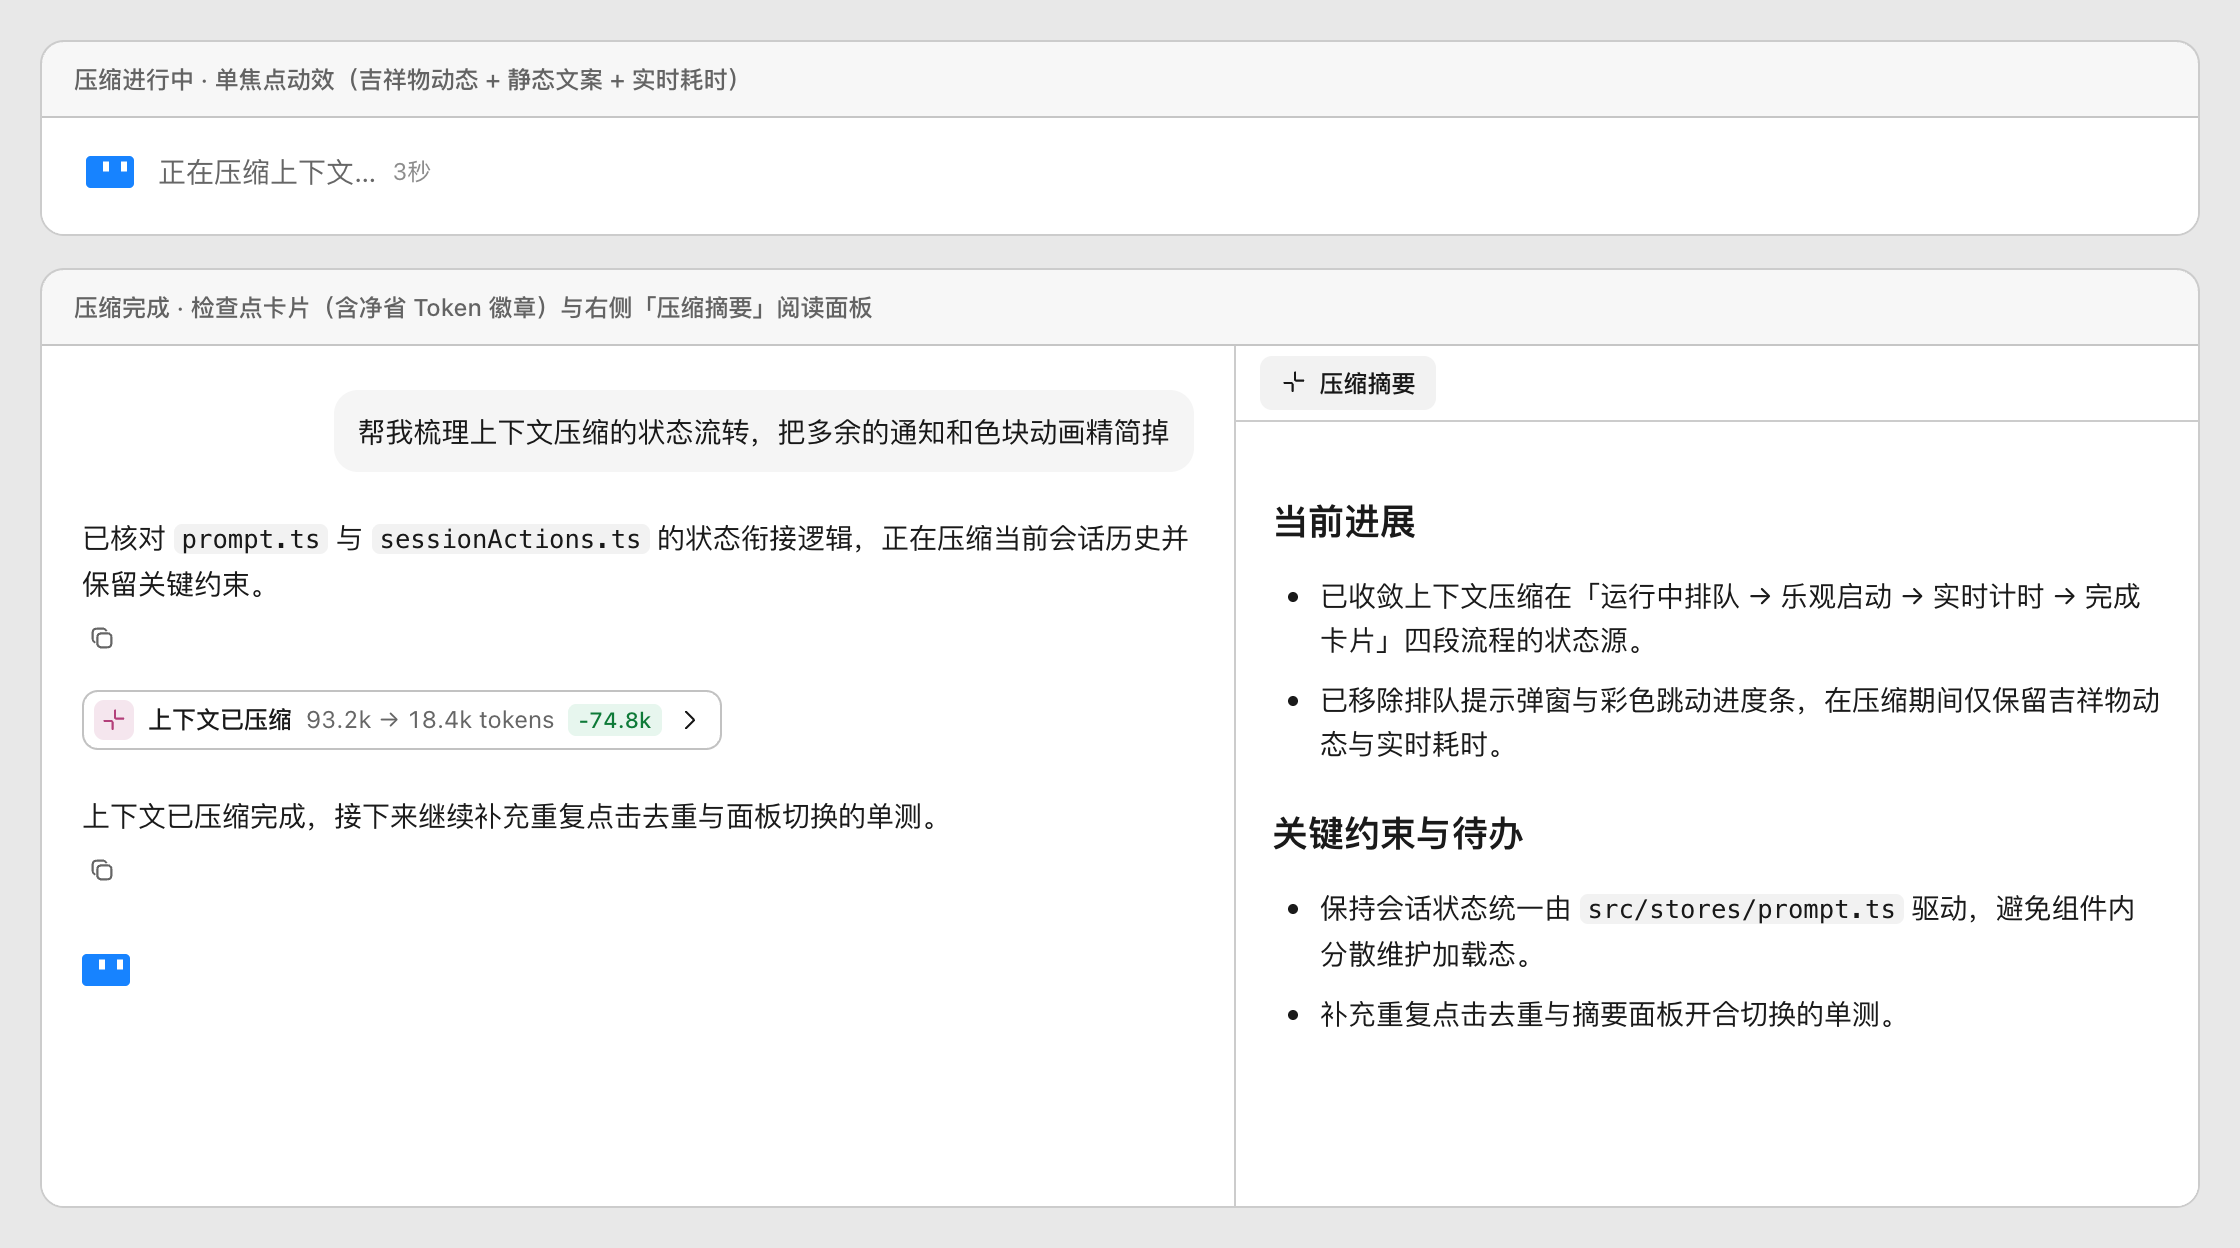 压缩进行中 · 单焦点动效（吉祥物动态 + 静态文案 + 实时耗时）
正在压缩上下文... 3秒
压缩完成 · 检查点卡片（含净省 Token 徽章）与右侧「压缩摘要」阅读面板
帮我梳理上下文压缩的状态流转，把多余的通知和色块动画精简掉
已核对 prompt.ts 与 sessionActions.ts 的状态衔接逻辑，正在压缩当前会话历史并
保留关键约束。
上下文已压缩 93.2k → 18.4k tokens -74.8k
上下文已压缩完成，接下来继续补充重复点击去重与面板切换的单测。
压缩摘要
当前进展
已收敛上下文压缩在「运行中排队 → 乐观启动 → 实时计时 → 完成
卡片」四段流程的状态源。
已移除排队提示弹窗与彩色跳动进度条，在压缩期间仅保留吉祥物动
态与实时耗时。
关键约束与待办
保持会话状态统一由 src/stores/prompt.ts 驱动，避免组件内
分散维护加载态。
补充重复点击去重与摘要面板开合切换的单测。